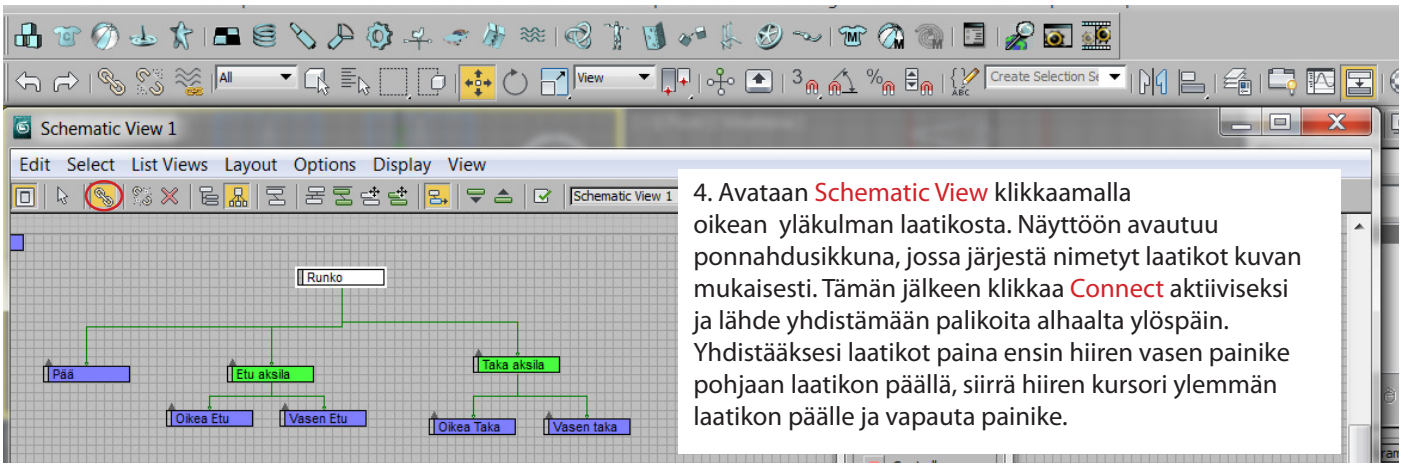 All
View
3
%
ABC
Create Selection Se
Schematic View 1
Edit Select List Views Layout Options Display View
Schematic View 1
4. Avataan Schematic View klikkaamalla
oikean yläkulman laatikosta. Näyttöön avautuu
ponnahdusikkuna, jossa järjestä nimetyt laatikot kuvan
mukaisesti. Tämän jälkeen klikkaa Connect aktiiviseksi
ja lähde yhdistämään palikoita alhaalta ylöspäin.
Yhdistääksesi laatikot paina ensin hiiren vasen painike
pohjaan laatikon päällä, siirrä hiiren kursori ylemmän
laatikon päälle ja vapauta painike.
Runko
Pää
Etu aksila
Taka aksila
Oikea Etu
Vasen Etu
Oikea Taka
Vasen taka